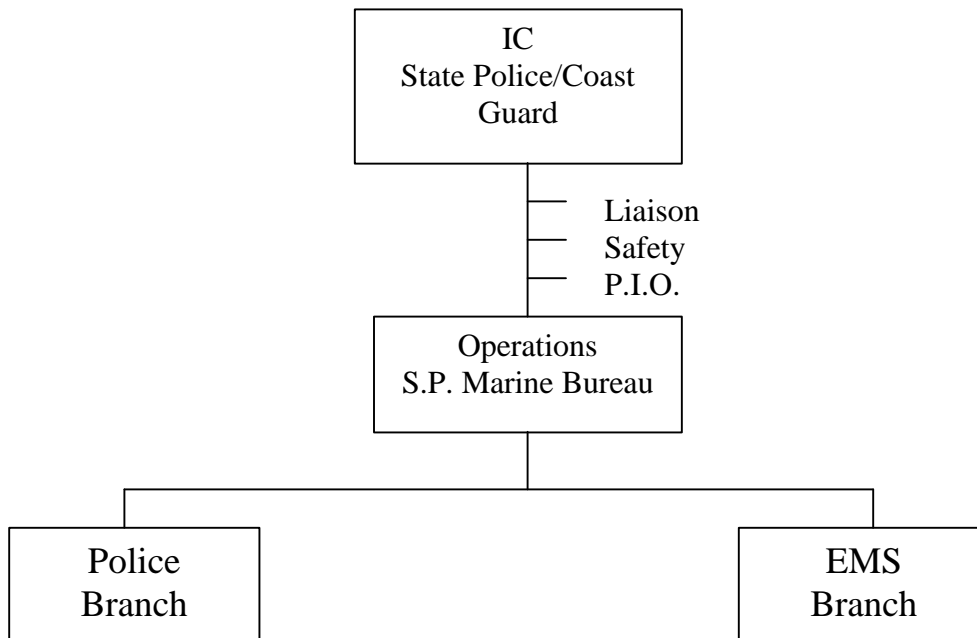 IC
State Police/Coast
Guard
Liaison
Safety
P.I.O.
Operations
S.P. Marine Bureau
Police
Branch
EMS
Branch